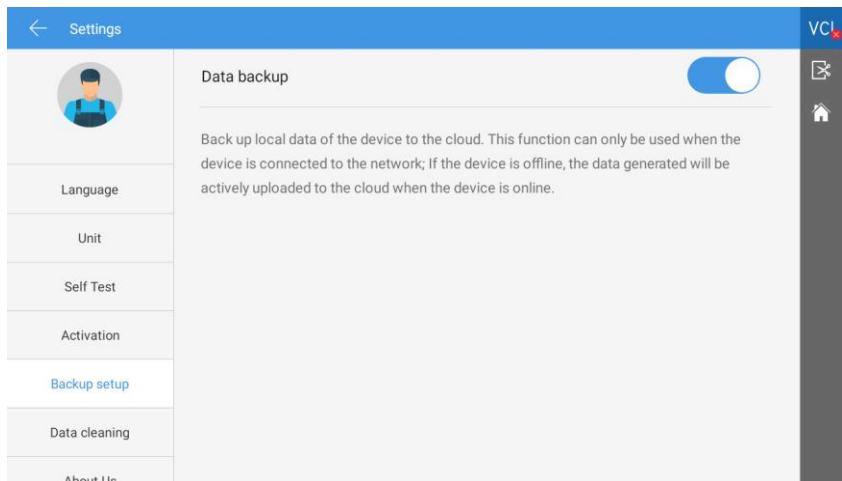 Settings
VCI
Data backup
Back up local data of the device to the cloud. This function can only be used when the
device is connected to the network; If the device is offline, the data generated will be
actively uploaded to the cloud when the device is online.
Language
Unit
Self Test
Activation
Backup setup
Data cleaning
About Us